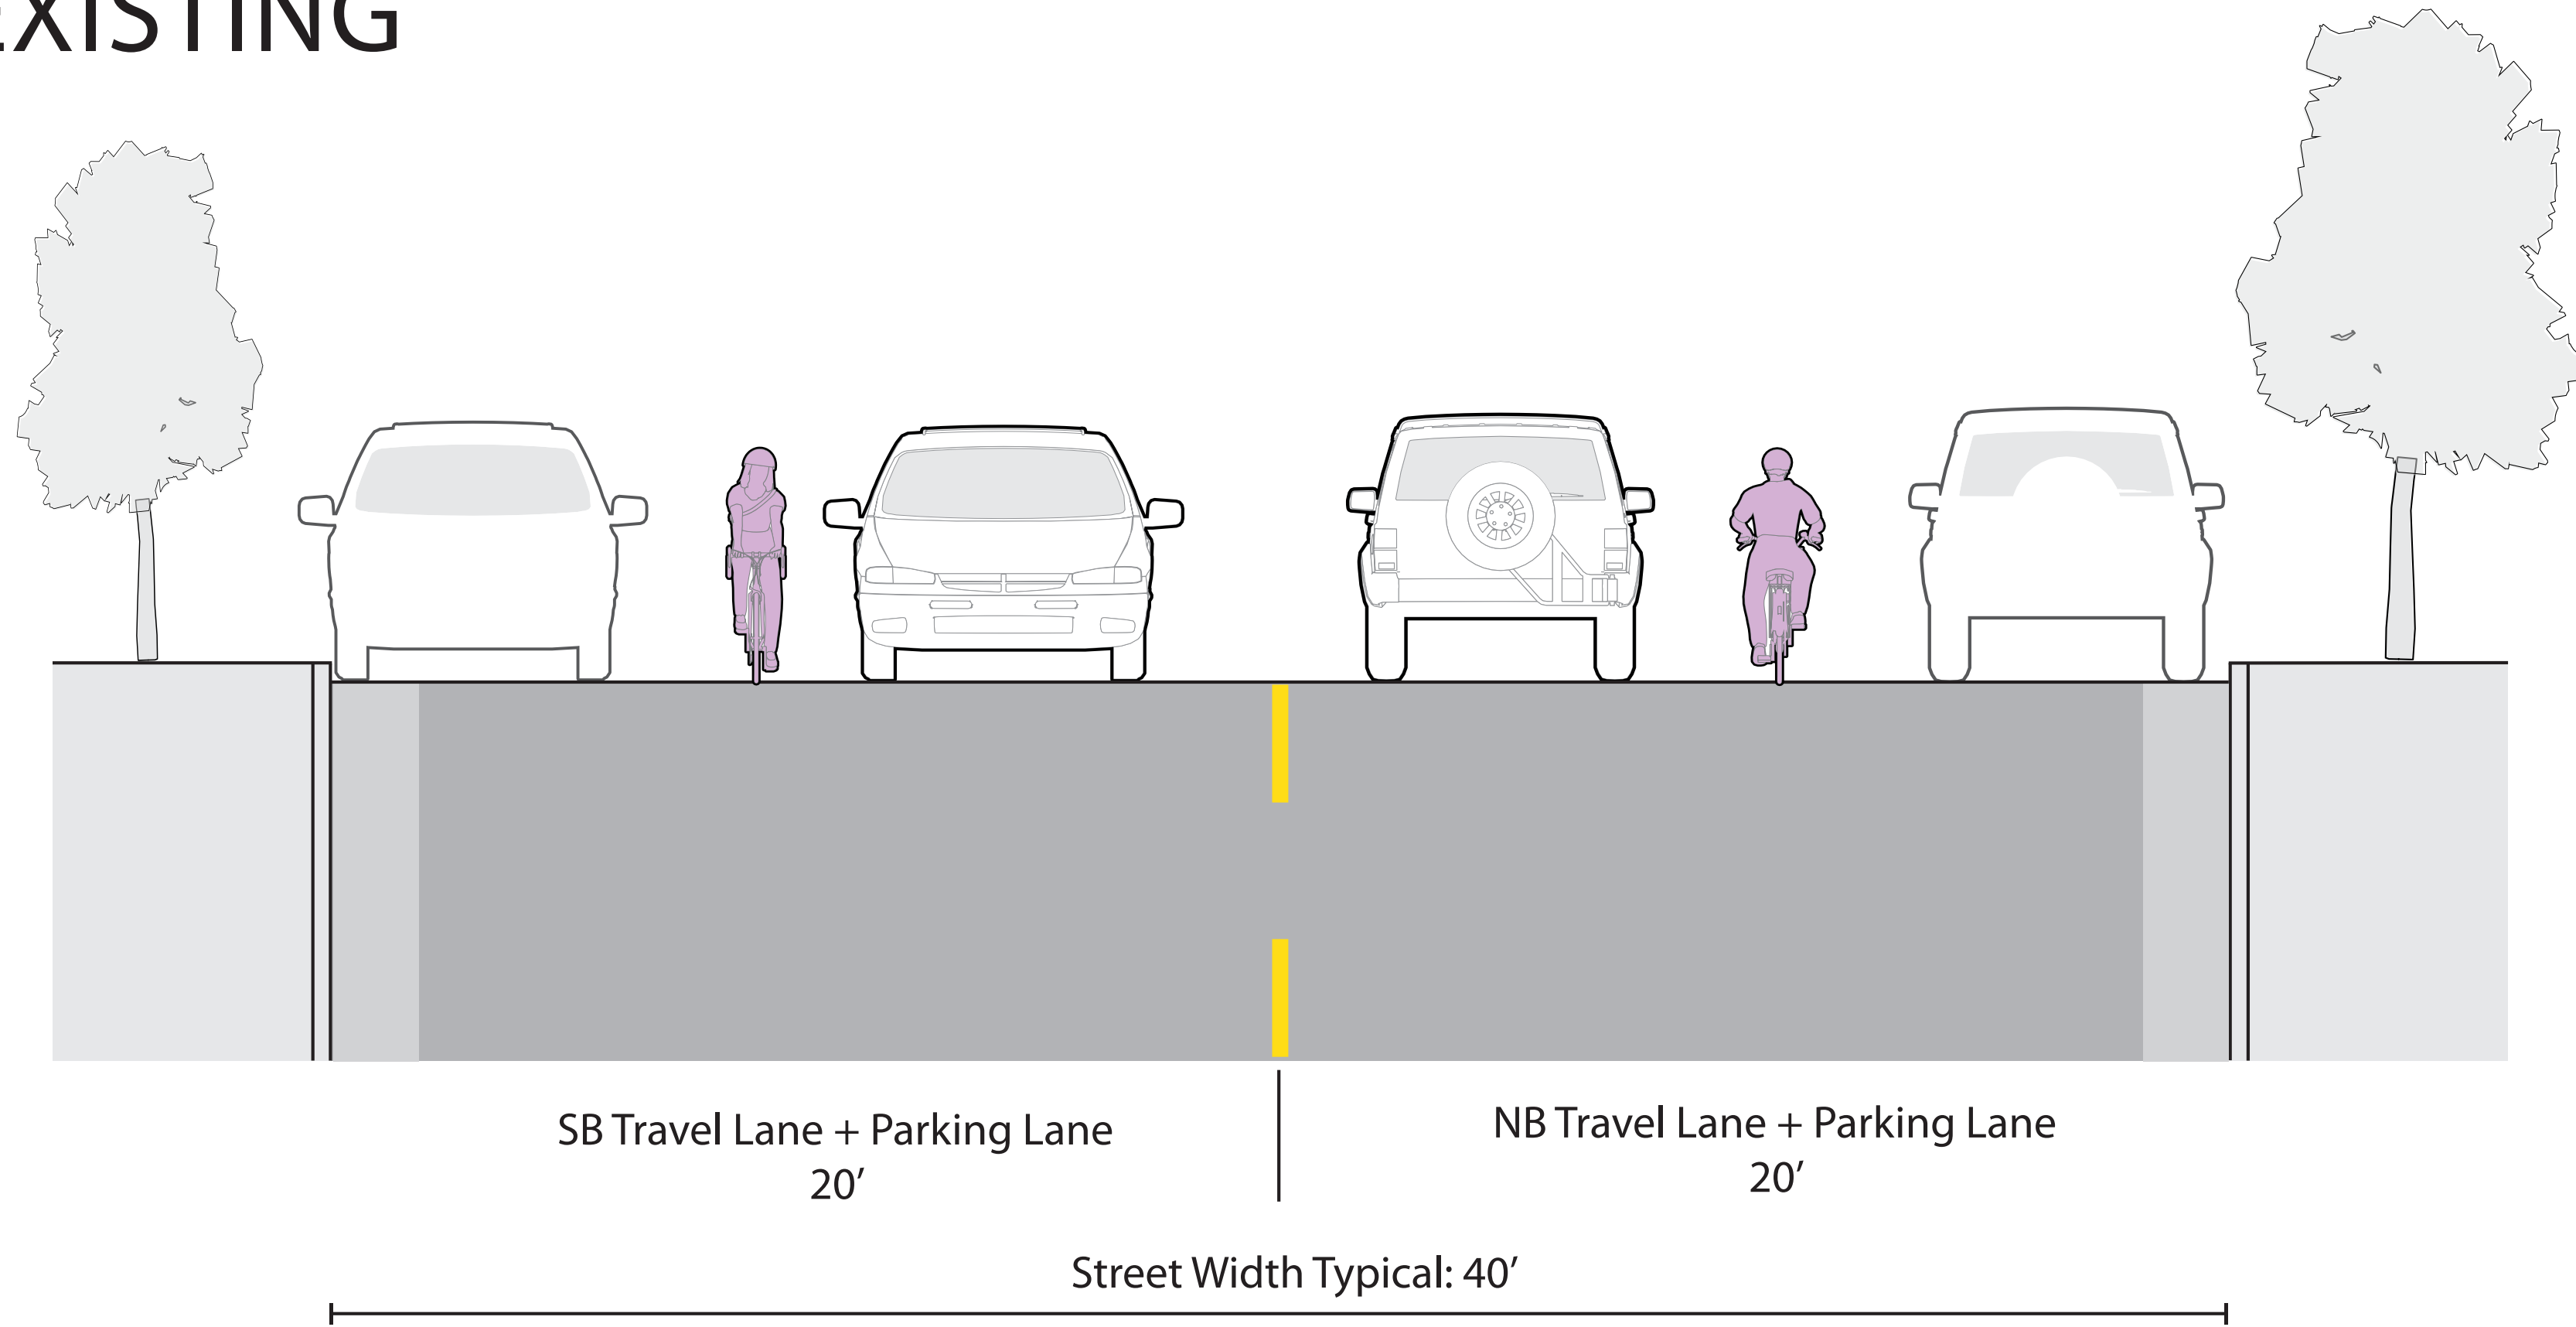 EXISTING
SB Travel Lane + Parking Lane
20’
NB Travel Lane + Parking Lane
20’
Street Width Typical: 40’